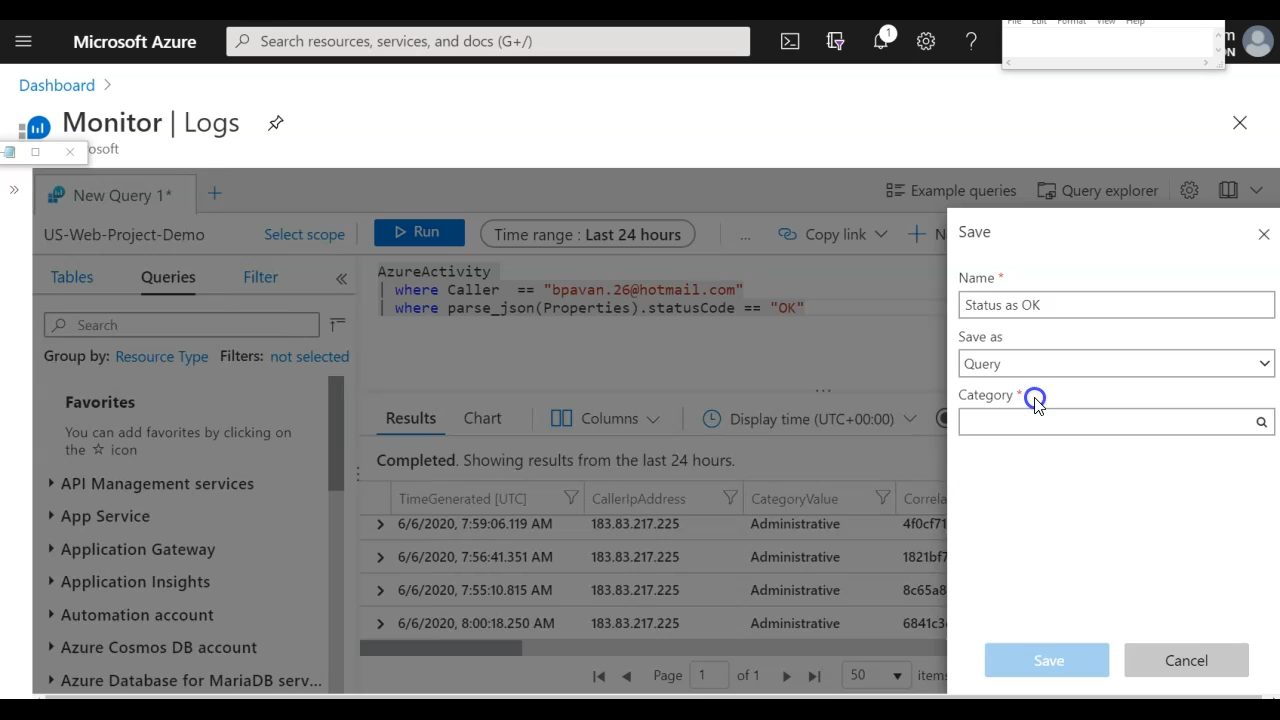 File Edit Format View Help
Microsoft Azure
Search resources, services, and docs (G+/)
1
Dashboard
Monitor | Logs
osoft
New Query 1*
Example queries
Query explorer
US-Web-Project-Demo
Select scope
Run
Time range : Last 24 hours
...
Copy link
Tables
Queries
Filter
AzureActivity
| where Caller == "bpavan.26@hotmail.com"
| where parse_json(Properties).statusCode == "OK"
Search
Group by: Resource Type Filters: not selected
Favorites
You can add favorites by clicking on
the ☆ icon
API Management services
App Service
Application Gateway
Application Insights
Automation account
Azure Cosmos DB account
Azure Database for MariaDB serv...
Results
Chart
Columns
Display time (UTC+00:00)
Completed. Showing results from the last 24 hours.
TimeGenerated [UTC] CallerIpAddress CategoryValue Correla
6/6/2020, 7:59:06.119 AM 183.83.217.225 Administrative 4f0cf71
6/6/2020, 7:56:41.351 AM 183.83.217.225 Administrative 1821bf7
6/6/2020, 7:55:10.815 AM 183.83.217.225 Administrative 8c65a8
6/6/2020, 8:00:18.250 AM 183.83.217.225 Administrative 6841c3
Page 1 of 1
50
items
Save
Name *
Status as OK
Save as
Query
Category *
Save
Cancel